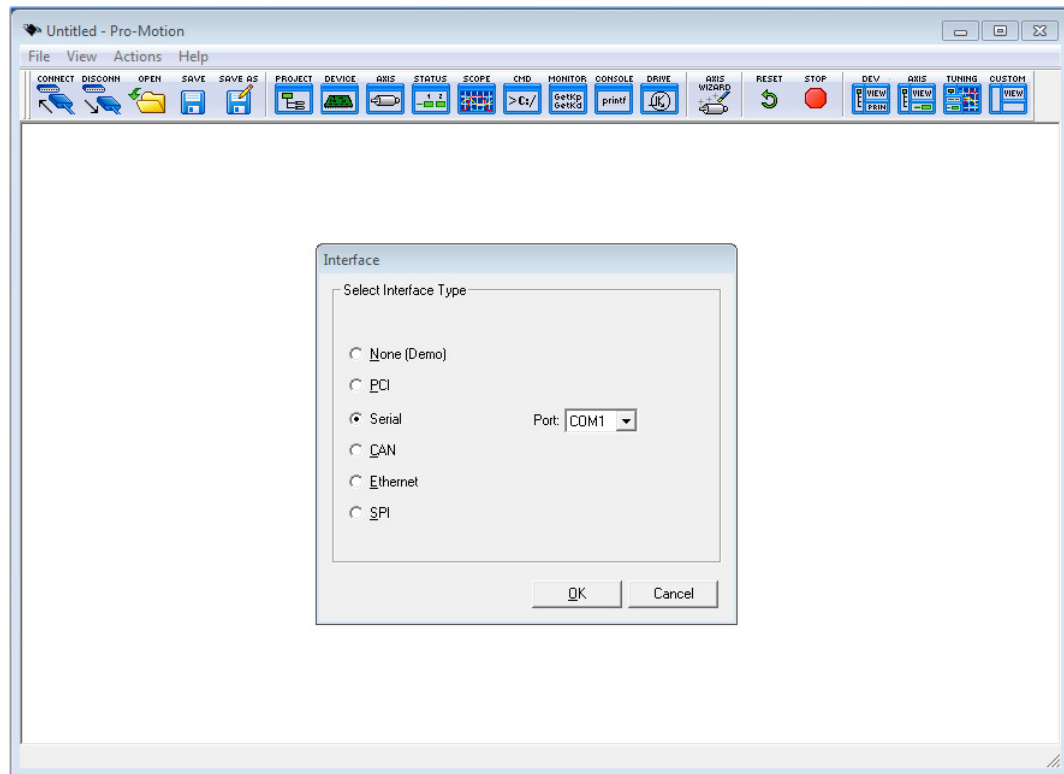 Untitled - Pro-Motion
File View Actions Help
CONNECT DISCONN OPEN SAVE SAVE AS PROJECT DEVICE AXIS STATUS SCOPE CMD MONITOR CONSOLE DRIVE AXIS WIZARD RESET STOP DEV AXIS TUNING CUSTOM
1 2 >C:/ GetKp GetKd printf VIEW PRIN VIEW VIEW
Interface
Select Interface Type
None (Demo)
PCI
Serial Port: COM1
CAN
Ethernet
SPI
OK Cancel